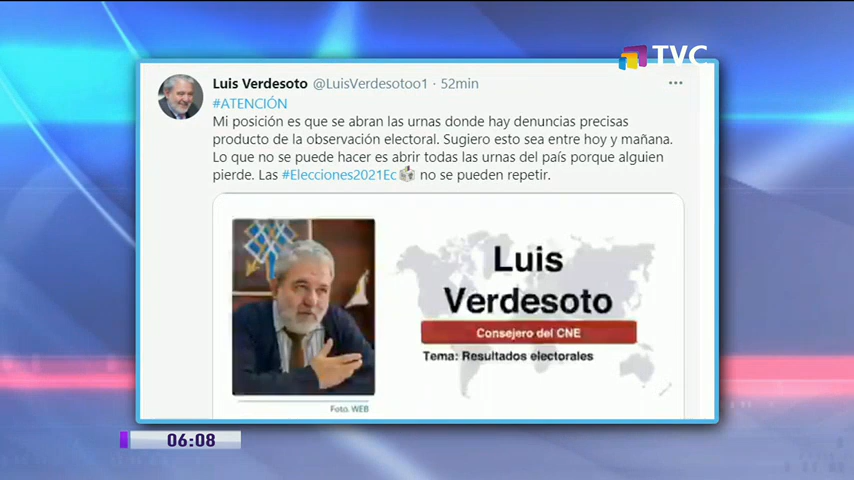 TVC
Luis Verdesoto @LuisVerdesotoo1 · 52min
#ATENCIÓN
Mi posición es que se abran las urnas donde hay denuncias precisas
producto de la observación electoral. Sugiero esto sea entre hoy y mañana.
Lo que no se puede hacer es abrir todas las urnas del país porque alguien
pierde. Las #Elecciones2021Ec🗳 no se pueden repetir.
Luis
Verdesoto
Consejero del CNE
Tema: Resultados electorales
Foto. WEB
06:08